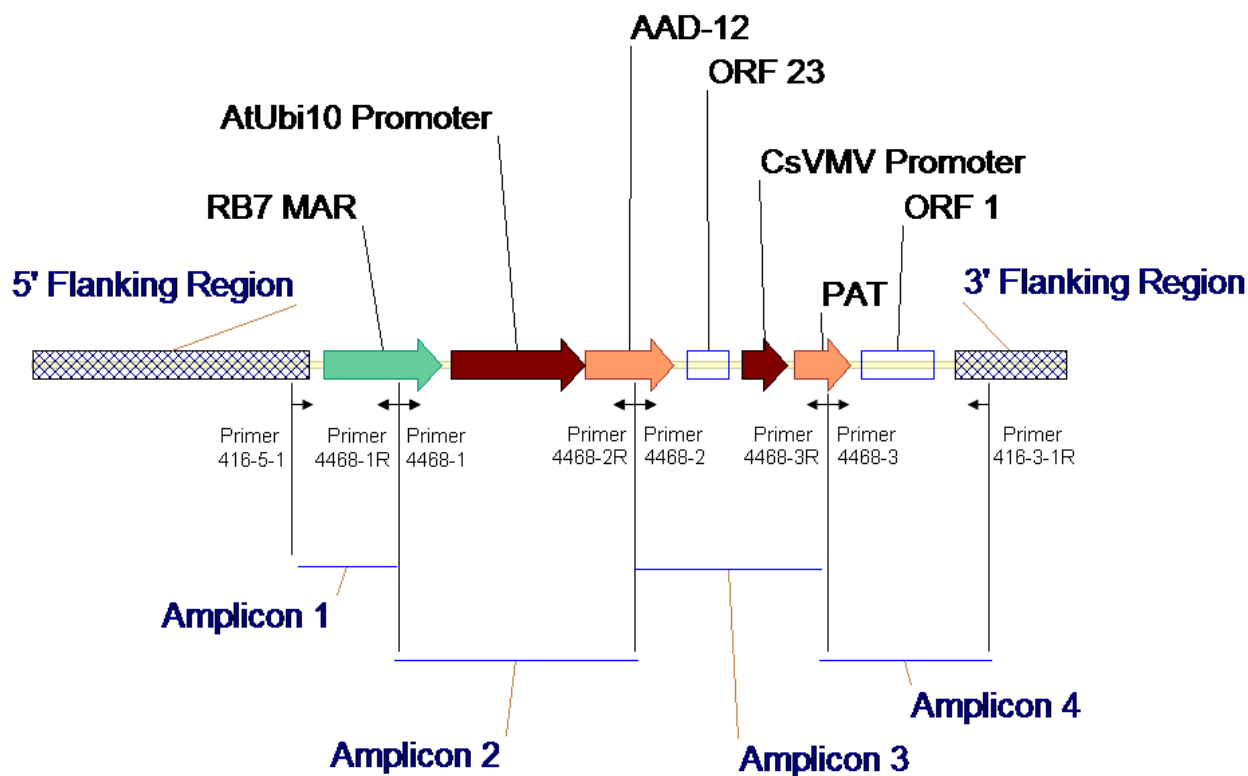 AAD-12
ORF 23
AtUbi10 Promoter
CsVMV Promoter
RB7 MAR
ORF 1
5' Flanking Region
3' Flanking Region
PAT
Primer
416-5-1
Primer
4468-1R
Primer
4468-1
Primer
4468-2R
Primer
4468-2
Primer
4468-3R
Primer
4468-3
Primer
416-3-1R
Amplicon 1
Amplicon 2
Amplicon 3
Amplicon 4